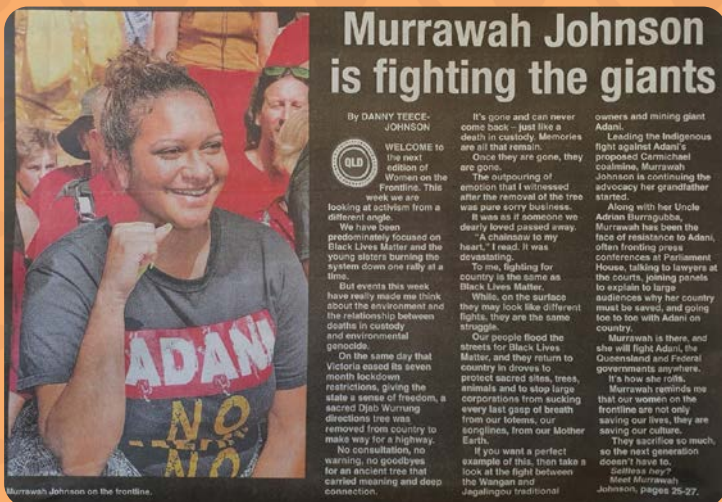 Murrawah Johnson
is fighting the giants
ADANI
NO
NO
Murrawah Johnson on the frontline.
By DANNY TEECE-
JOHNSON
QLD
WELCOME to
the next
edition of
Women on the
Frontline. This
week we are
looking at activism from a
different angle.
We have been
predominately focused on
Black Lives Matter and the
young sisters burning the
system down one rally at a
time.
But events this week
have really made me think
about the environment and
the relationship between
deaths in custody
and environmental
genocide.
On the same day that
Victoria eased its seven
month lockdown
restrictions, giving the
state a sense of freedom, a
sacred Djab Wurrung
directions tree was
removed from country to
make way for a highway.
No consultation, no
warning, no goodbyes
for an ancient tree that
carried meaning and deep
connection.
It's gone and can never
come back – just like a
death in custody. Memories
are all that remain.
Once they are gone, they
are gone.
The outpouring of
emotion that I witnessed
after the removal of the tree
was pure sorry business.
It was as if someone we
dearly loved passed away.
"A chainsaw to my
heart," I read. It was
devastating.
To me, fighting for
country is the same as
Black Lives Matter.
While, on the surface
they may look like different
fights, they are the same
struggle.
Our people flood the
streets for Black Lives
Matter, and they return to
country in droves to
protect sacred sites, trees,
animals and to stop large
corporations from sucking
every last gasp of breath
from our totems, our
songlines, from our Mother
Earth.
If you want a perfect
example of this, then take a
look at the fight between
the Wangan and
Jagalingou traditional
owners and mining giant
Adani.
Leading the Indigenous
fight against Adani's
proposed Carmichael
coalmine, Murrawah
Johnson is continuing the
advocacy her grandfather
started.
Along with her Uncle
Adrian Burragubba,
Murrawah has been the
face of resistance to Adani,
often fronting press
conferences at Parliament
House, talking to lawyers at
the courts, joining panels
to explain to large
audiences why her country
must be saved, and going
toe to toe with Adani on
country.
Murrawah is there, and
she will fight Adani, the
Queensland and Federal
governments anywhere.
It's how she rolls.
Murrawah reminds me
that our women on the
frontline are not only
saving our lives, they are
saving our culture.
They sacrifice so much,
so the next generation
doesn't have to.
Selfless hey?
Meet Murrawah
Johnson, pages 26-27.